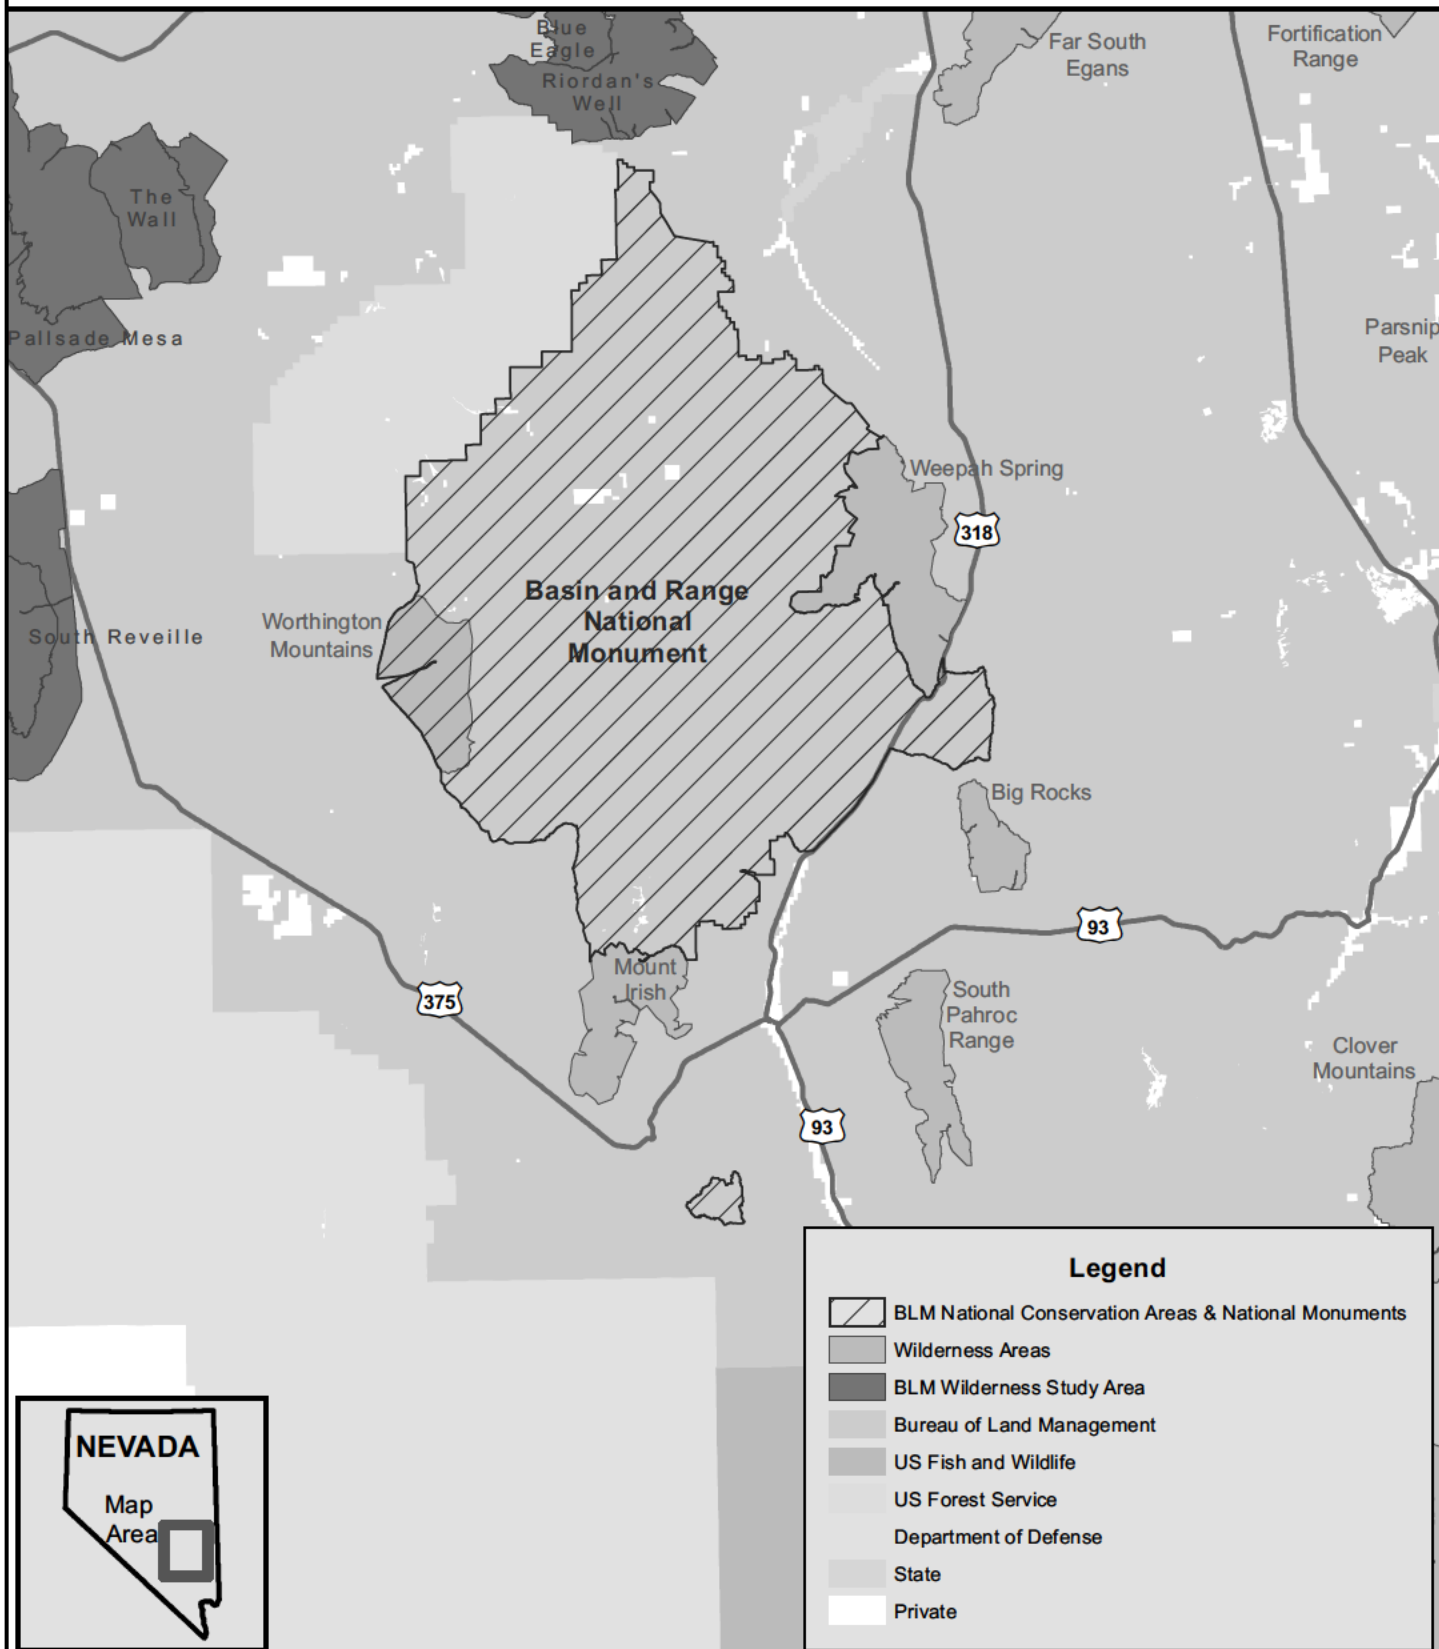 Blue
Eagle
Riordan's
Well
Far South
Egans
Fortification
Range
The
Wall
Pallsade Mesa
Parsnip
Peak
Weepah Spring
318
Basin and Range
National
Monument
Worthington
Mountains
South Reveille
Big Rocks
93
Mount
Irish
375
South
Pahroc
Range
Clover
Mountains
93
Legend
BLM National Conservation Areas & National Monuments
Wilderness Areas
BLM Wilderness Study Area
Bureau of Land Management
US Fish and Wildlife
US Forest Service
Department of Defense
State
Private
NEVADA
Map
Area